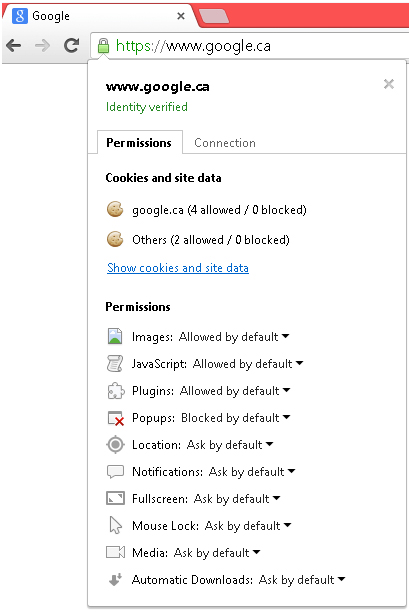 Google
https://www.google.ca
www.google.ca
Identity verified
Permissions Connection
Cookies and site data
google.ca (4 allowed / 0 blocked)
Others (2 allowed / 0 blocked)
Show cookies and site data
Permissions
Images: Allowed by default
JavaScript: Allowed by default
Plugins: Allowed by default
Popups: Blocked by default
Location: Ask by default
Notifications: Ask by default
Fullscreen: Ask by default
Mouse Lock: Ask by default
Media: Ask by default
Automatic Downloads: Ask by default